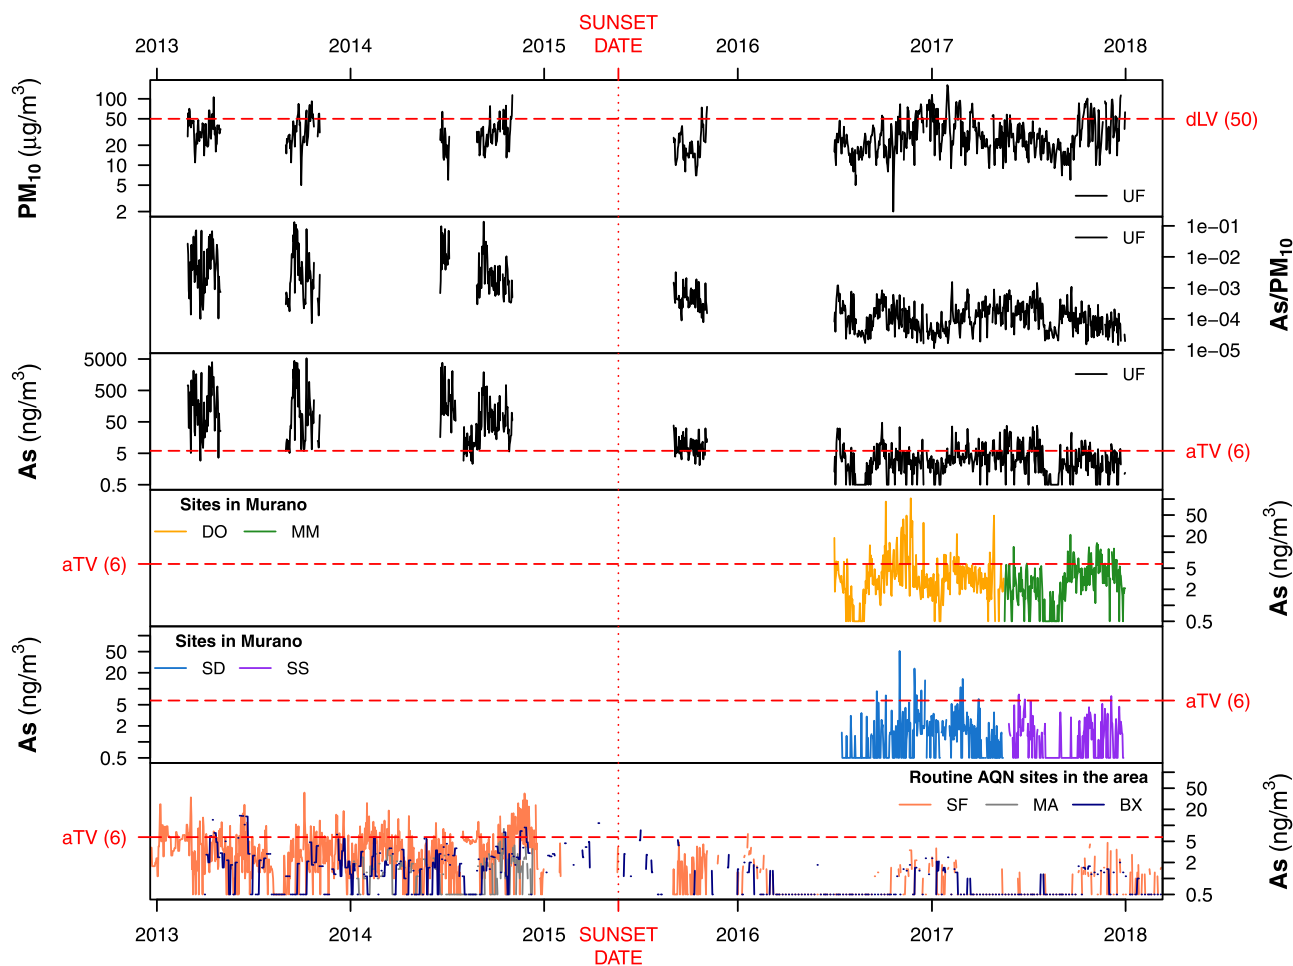 SUNSET
DATE
2013 2014 2015 2016 2017 2018
PM10 (μg/m3)
100
50
20
10
5
2
dLV (50)
UF
UF
1e−01
1e−02
1e−03
1e−04
1e−05
As/PM10
As (ng/m3)
5000
500
50
5
0.5
UF
aTV (6)
Sites in Murano
DO MM
aTV (6)
50
20
5
2
0.5
As (ng/m3)
As (ng/m3)
50
20
5
2
0.5
Sites in Murano
SD SS
aTV (6)
Routine AQN sites in the area
SF MA BX
aTV (6)
50
20
5
2
0.5
As (ng/m3)
2013 2014 2015 2016 2017 2018
SUNSET
DATE